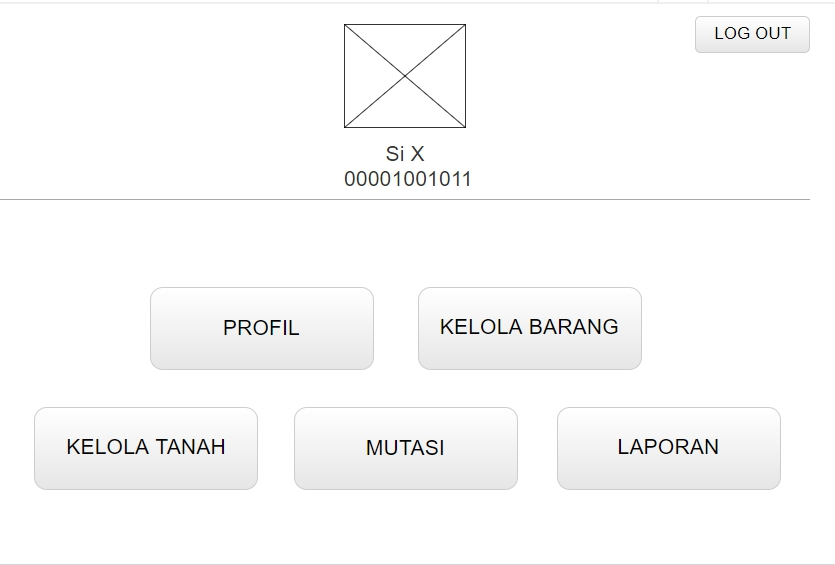 LOG OUT
Si X
00001001011
PROFIL
KELOLA BARANG
KELOLA TANAH
MUTASI
LAPORAN